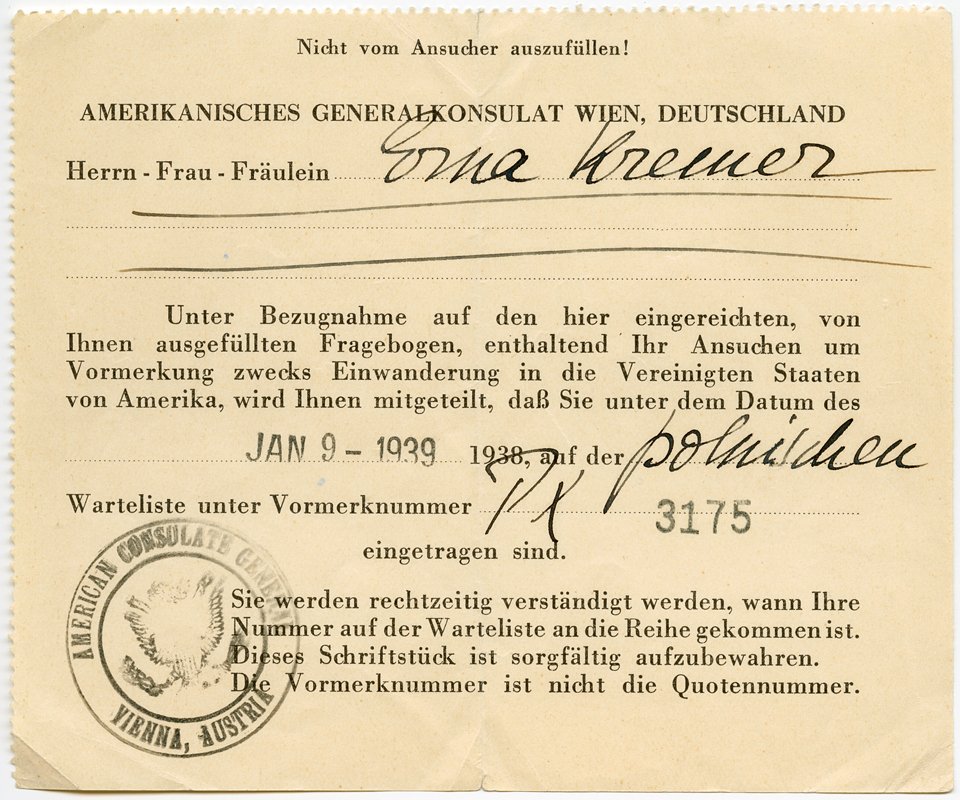 Nicht vom Ansucher auszufüllen!
AMERIKANISCHES GENERALKONSULAT WIEN, DEUTSCHLAND
Herrn - Frau - Fräulein Erna Kremer
Unter Bezugnahme auf den hier eingereichten, von
Ihnen ausgefüllten Fragebogen, enthaltend Ihr Ansuchen um
Vormerkung zwecks Einwanderung in die Vereinigten Staaten
von Amerika, wird Ihnen mitgeteilt, daß Sie unter dem Datum des
JAN 9 - 1939 1938, auf der polnischen
Warteliste unter Vormerknummer 3175
eingetragen sind.
Sie werden rechtzeitig verständigt werden, wann Ihre
Nummer auf der Warteliste an die Reihe gekommen ist.
Dieses Schriftstück ist sorgfältig aufzubewahren.
Die Vormerknummer ist nicht die Quotennummer.
AMERICAN CONSULATE GENERAL
VIENNA, AUSTRIA